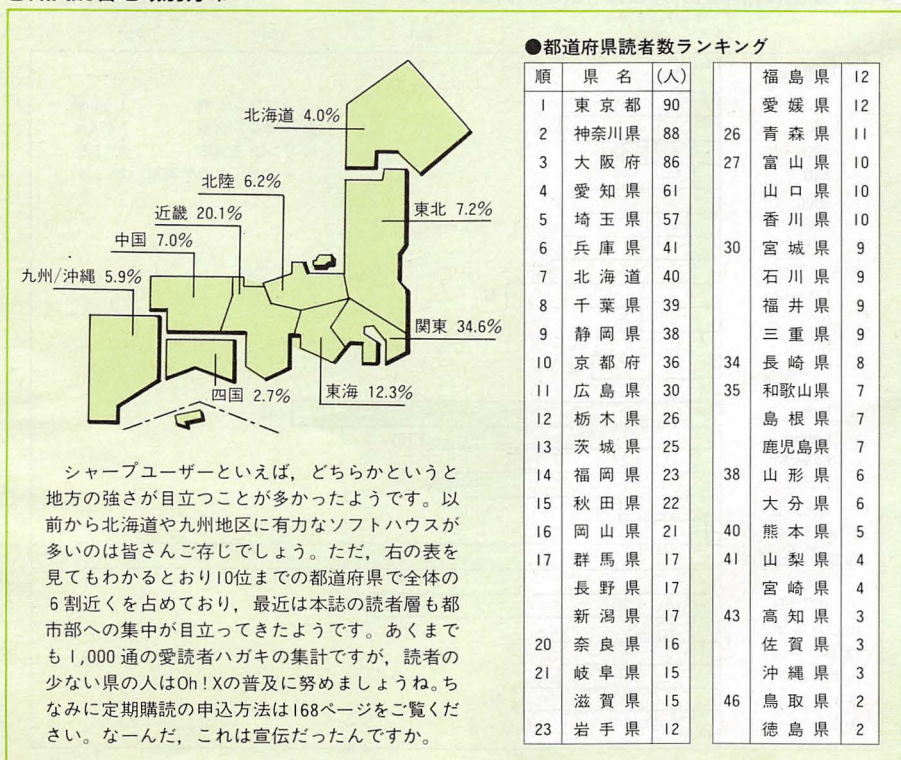 北海道 4.0%
北陸 6.2%
近畿 20.1%
東北 7.2%
中国 7.0%
九州/沖縄 5.9%
関東 34.6%
四国 2.7%
東海 12.3%
シャープユーザーといえば，どちらかというと
地方の強さが目立つことが多かったようです。以
前から北海道や九州地区に有力なソフトハウスが
多いのは皆さんご存じでしょう。ただ，右の表を
見てもわかるとおり10位までの都道府県で全体の
6割近くを占めており，最近は本誌の読者層も都
市部への集中が目立ってきたようです。あくまで
も1,000通の愛読者ハガキの集計ですが，読者の
少ない県の人はOh！Xの普及に努めましょうね。ち
なみに定期購読の申込方法は168ページをご覧くだ
さい。なーんだ，これは宣伝だったんですか。
●都道府県読者数ランキング
順 県名 (人)
1 東京都 90
2 神奈川県 88
3 大阪府 86
4 愛知県 61
5 埼玉県 57
6 兵庫県 41
7 北海道 40
8 千葉県 39
9 静岡県 38
10 京都府 36
11 広島県 30
12 栃木県 26
13 茨城県 25
14 福岡県 23
15 秋田県 22
16 岡山県 21
17 群馬県 17
長野県 17
新潟県 17
20 奈良県 16
21 岐阜県 15
滋賀県 15
23 岩手県 12
福島県 12
愛媛県 12
26 青森県 11
27 富山県 10
山口県 10
香川県 10
30 宮城県 9
石川県 9
福井県 9
三重県 9
34 長崎県 8
35 和歌山県 7
島根県 7
鹿児島県 7
38 山形県 6
大分県 6
40 熊本県 5
41 山梨県 4
宮崎県 4
43 高知県 3
佐賀県 3
沖縄県 3
46 鳥取県 2
徳島県 2